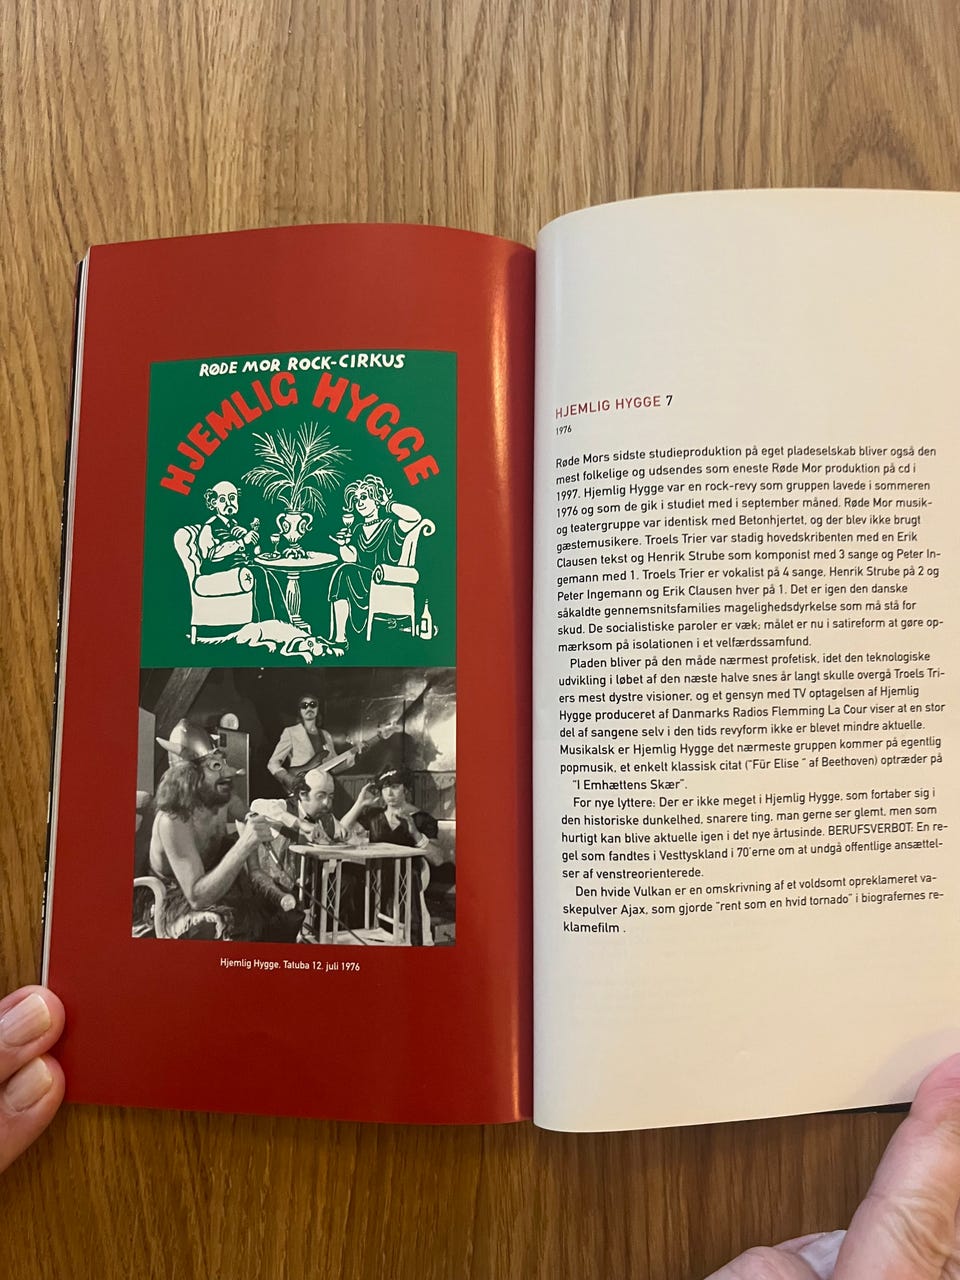 RØDE MOR ROCK-CIRKUS
HJEMLIG HYGGE
Hjemlig Hygge, Tatuba 12. juli 1976
HJEMLIG HYGGE 7
1976
Røde Mors sidste studieproduktion på eget pladeselskab bliver også den
mest folkelige og udsendes som eneste Røde Mor produktion på cd i
1997. Hjemlig Hygge var en rock-revy som gruppen lavede i sommeren
1976 og som de gik i studiet med i september måned. Røde Mor musik-
og teatergruppe var identisk med Betonhjertet, og der blev ikke brugt
gæstemusikere. Troels Trier var stadig hovedskribenten med en Erik
Clausen tekst og Henrik Strube som komponist med 3 sange og Peter In-
gemann med 1. Troels Trier er vokalist på 4 sange, Henrik Strube på 2 og
Peter Ingemann og Erik Clausen hver på 1. Det er igen den danske
såkaldte gennemsnitsfamilies magelighedsdyrkelse som må stå for
skud. De socialistiske paroler er væk; målet er nu i satireform at gøre op-
mærksom på isolationen i et velfærdssamfund.
Pladen bliver på den måde nærmest profetisk, idet den teknologiske
udvikling i løbet af den næste halve snes år langt skulle overgå Troels Tri-
ers mest dystre visioner, og et gensyn med TV optagelsen af Hjemlig
Hygge produceret af Danmarks Radios Flemming La Cour viser at en stor
del af sangene selv i den tids revyform ikke er blevet mindre aktuelle.
Musikalsk er Hjemlig Hygge det nærmeste gruppen kommer på egentlig
popmusik, et enkelt klassisk citat ("Für Elise " af Beethoven) optræder på
"I Emhættens Skær".
For nye lyttere: Der er ikke meget i Hjemlig Hygge, som fortaber sig i
den historiske dunkelhed, snarere ting, man gerne ser glemt, men som
hurtigt kan blive aktuelle igen i det nye årtusinde. BERUFSVERBOT: En re-
gel som fandtes i Vesttyskland i 70'erne om at undgå offentlige ansættel-
ser af venstreorienterede.
Den hvide Vulkan er en omskrivning af et voldsomt opreklameret va-
skepulver Ajax, som gjorde "rent som en hvid tornado" i biografernes re-
klamefilm .